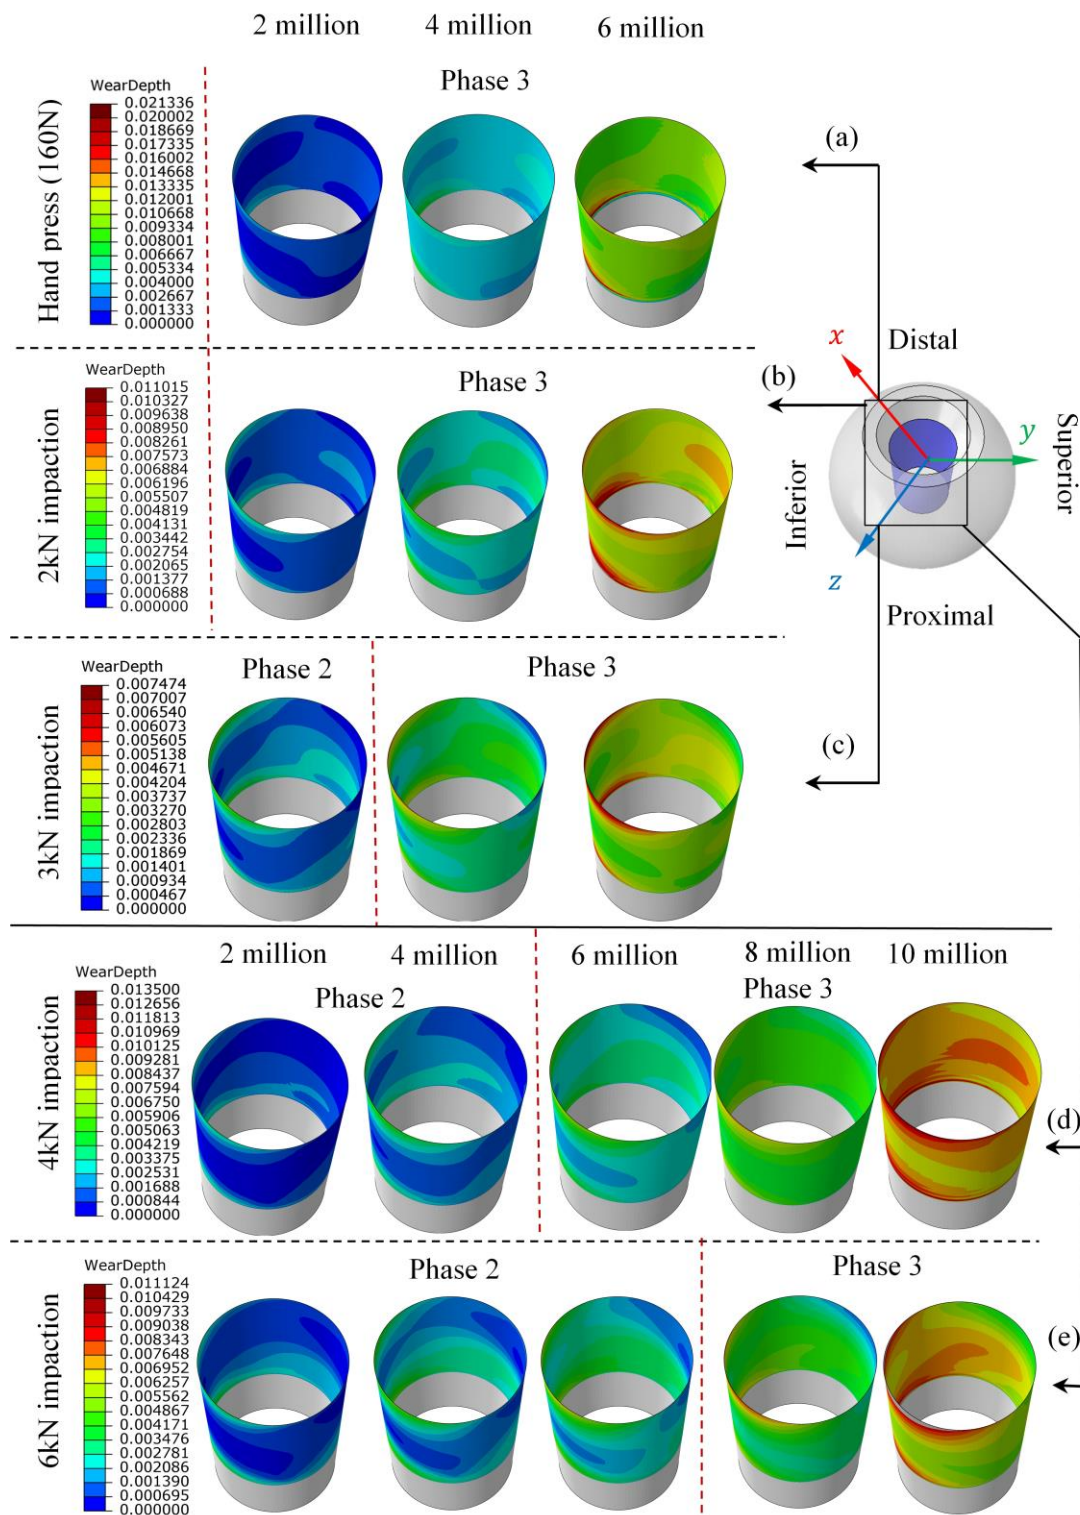 2 million 4 million 6 million
Hand press (160N)
WearDepth
0.021336
0.020002
0.018669
0.017335
0.016002
0.014668
0.013335
0.012001
0.010668
0.009334
0.008001
0.006667
0.005334
0.004000
0.002667
0.001333
0.000000
Phase 3
(a)
2kN impaction
WearDepth
0.011015
0.010327
0.009638
0.008950
0.008261
0.007573
0.006884
0.006196
0.005507
0.004819
0.004131
0.003442
0.002754
0.002065
0.001377
0.000688
0.000000
Phase 3
(b)
Distal
x
y
z
Superior
Inferior
Proximal
3kN impaction
WearDepth
0.007474
0.007007
0.006540
0.006073
0.005605
0.005138
0.004671
0.004204
0.003737
0.003270
0.002803
0.002336
0.001869
0.001401
0.000934
0.000467
0.000000
Phase 2 Phase 3
(c)
2 million 4 million 6 million 8 million 10 million
4kN impaction
WearDepth
0.013500
0.012656
0.011813
0.010969
0.010125
0.009281
0.008437
0.007594
0.006750
0.005906
0.005063
0.004219
0.003375
0.002531
0.001688
0.000844
0.000000
Phase 2 Phase 3
(d)
6kN impaction
WearDepth
0.011124
0.010429
0.009733
0.009038
0.008343
0.007648
0.006952
0.006257
0.005562
0.004867
0.004171
0.003476
0.002781
0.002086
0.001390
0.000695
0.000000
Phase 2 Phase 3
(e)